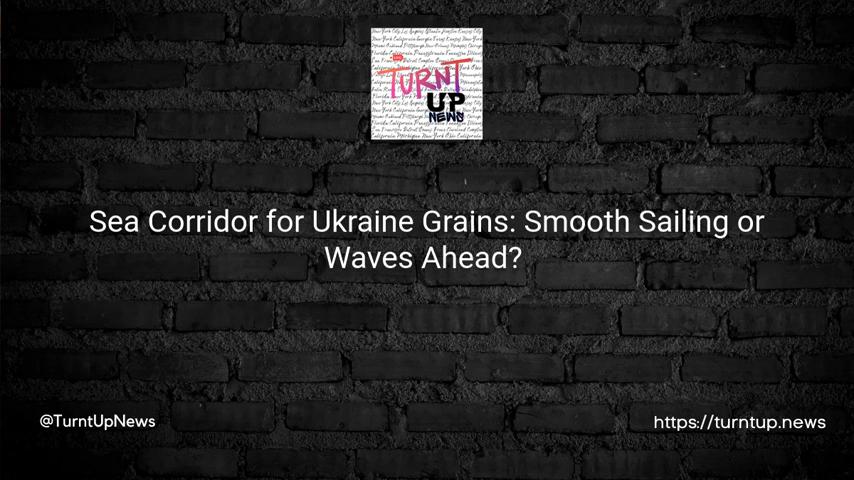 TURNT
UP
NEWS
Sea Corridor for Ukraine Grains: Smooth Sailing or
Waves Ahead?
@TurntUpNews
https://turntup.news